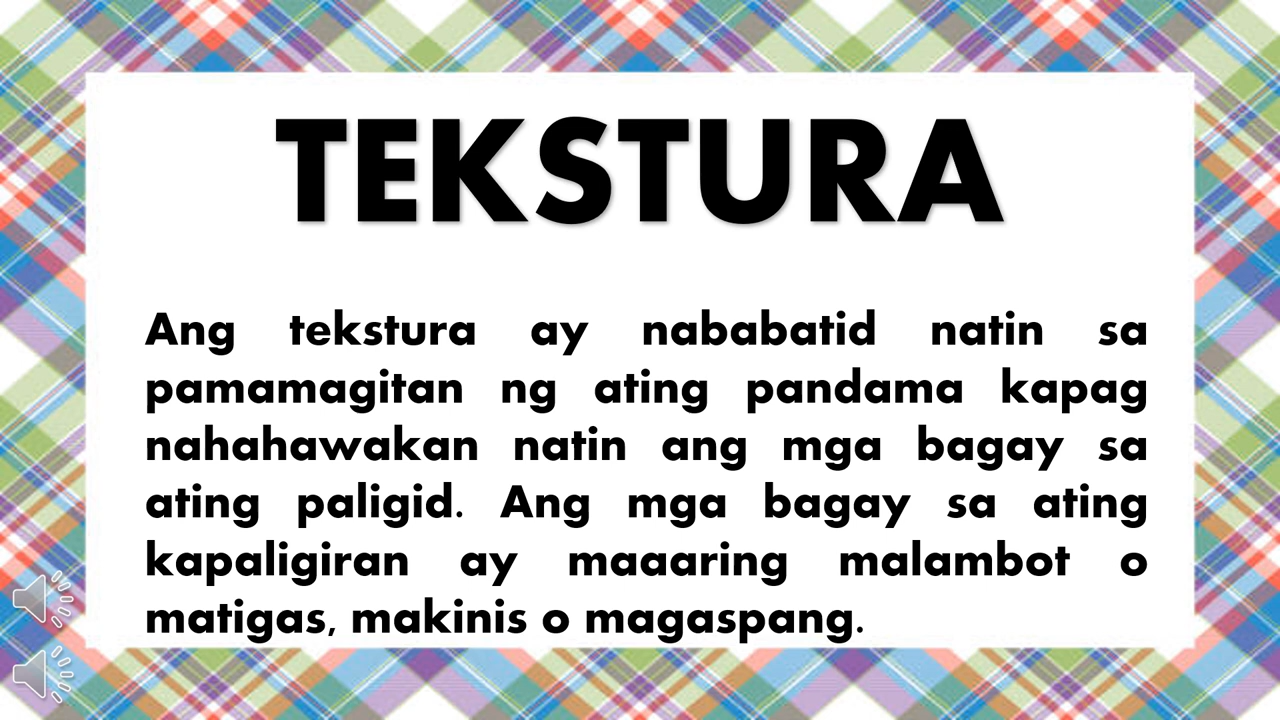 TEKSTURA
Ang tekstura ay nababatid natin sa
pamamagitan ng ating pandama kapag
nahahawakan natin ang mga bagay sa
ating paligid. Ang mga bagay sa ating
kapaligiran ay maaaring malambot o
matigas, makinis o magaspang.